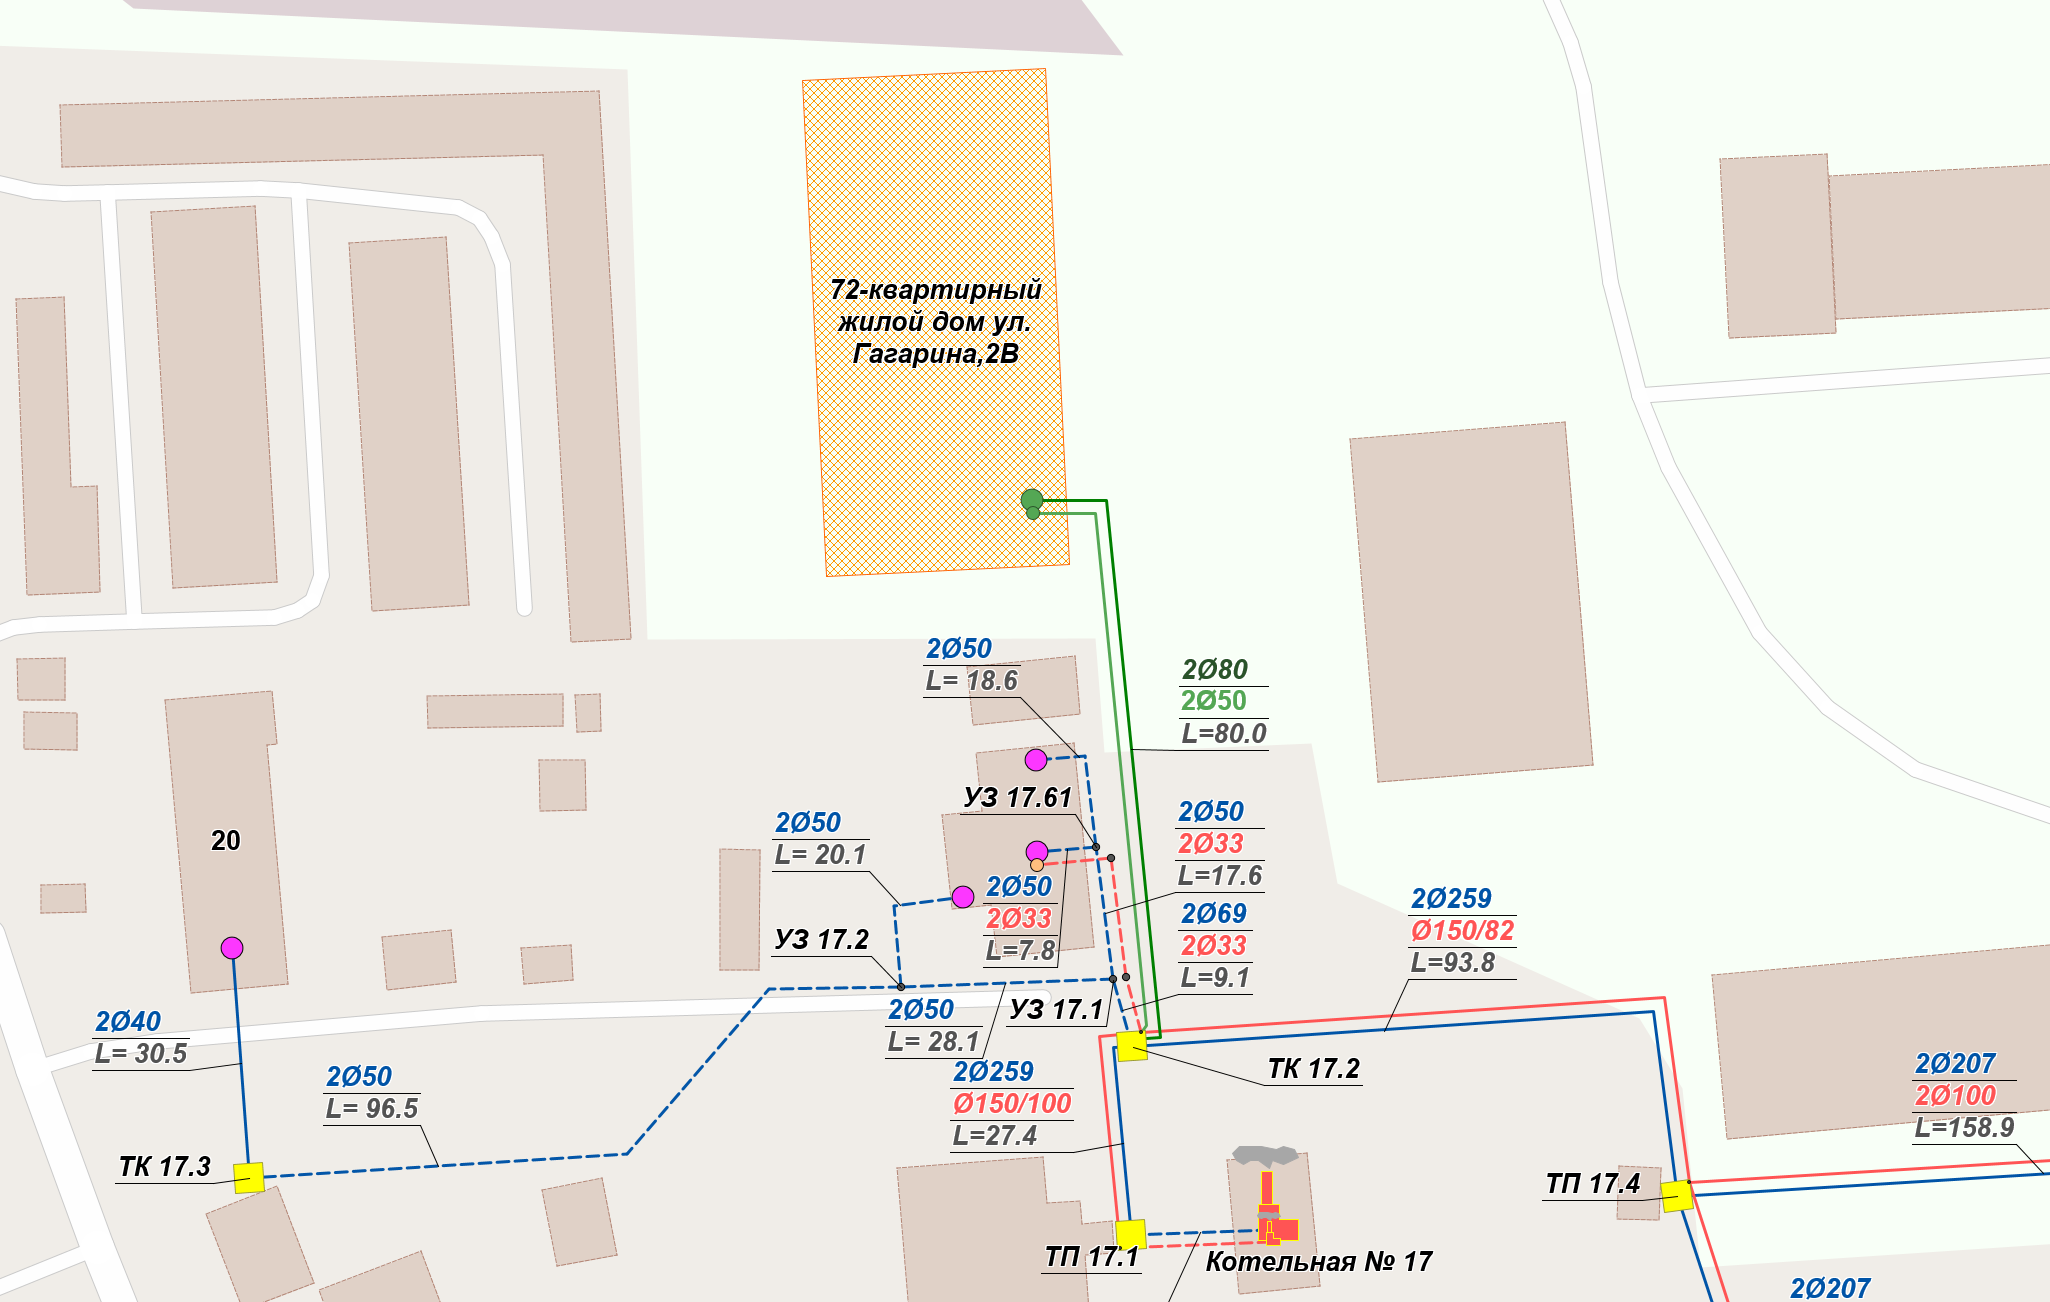 72-квартирный
жилой дом ул.
Гагарина,2В
2Ø50
L= 18.6
2Ø80
2Ø50
L=80.0
УЗ 17.61
2Ø50
L= 20.1
2Ø50
2Ø33
L=17.6
20
2Ø50
2Ø33
L=7.8
УЗ 17.2
2Ø69
2Ø33
L=9.1
2Ø259
Ø150/82
L=93.8
2Ø40
L= 30.5
2Ø50
L= 28.1
УЗ 17.1
2Ø50
L= 96.5
2Ø259
Ø150/100
L=27.4
ТК 17.2
2Ø207
2Ø100
L=158.9
ТК 17.3
ТП 17.4
ТП 17.1
Котельная № 17
2Ø207